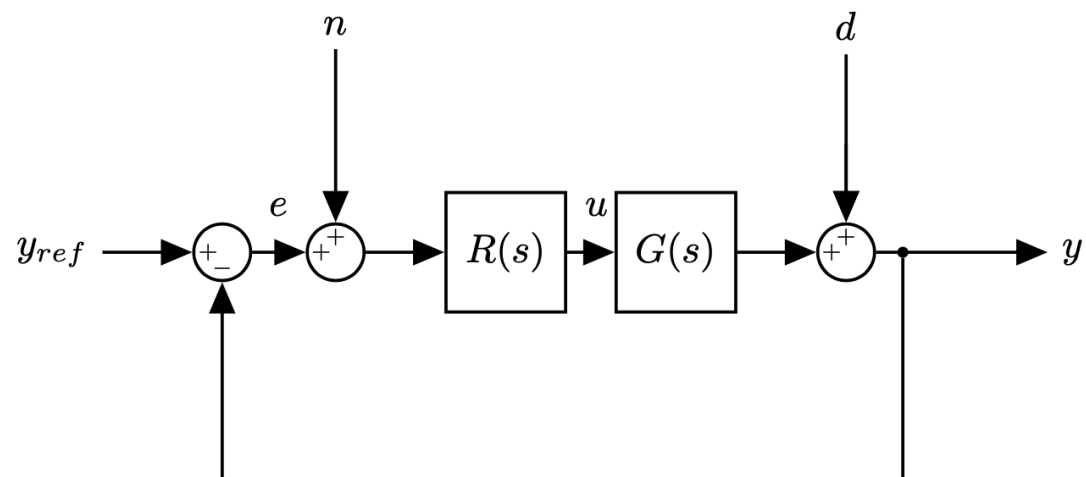 n
d
e
u
y_ref
+
−
+
+
R(s)
G(s)
+
+
y